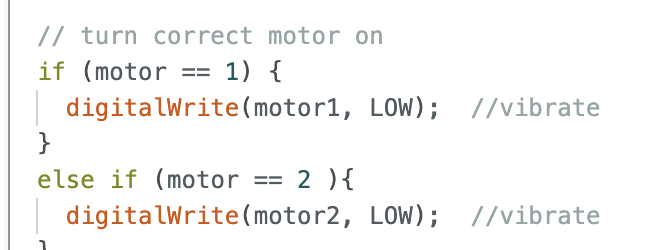 // turn correct motor on
if (motor == 1) {
digitalWrite(motor1, LOW);  //vibrate
}
else if (motor == 2 ){
digitalWrite(motor2, LOW);  //vibrate
}